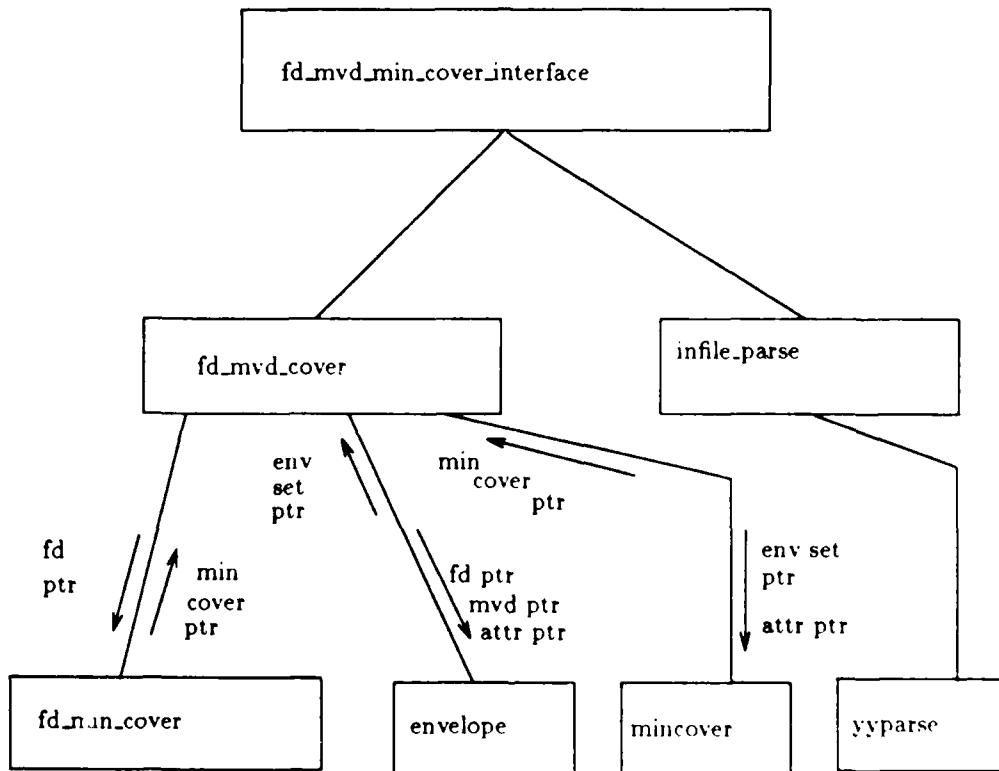 fd_mvd_min_cover_interface
fd_mvd_cover
infile_parse
env
set
ptr
min
cover
ptr
fd
ptr
min
cover
ptr
fd ptr
mvd ptr
attr ptr
env set
ptr
attr ptr
fd_min_cover
envelope
mincover
yyparse